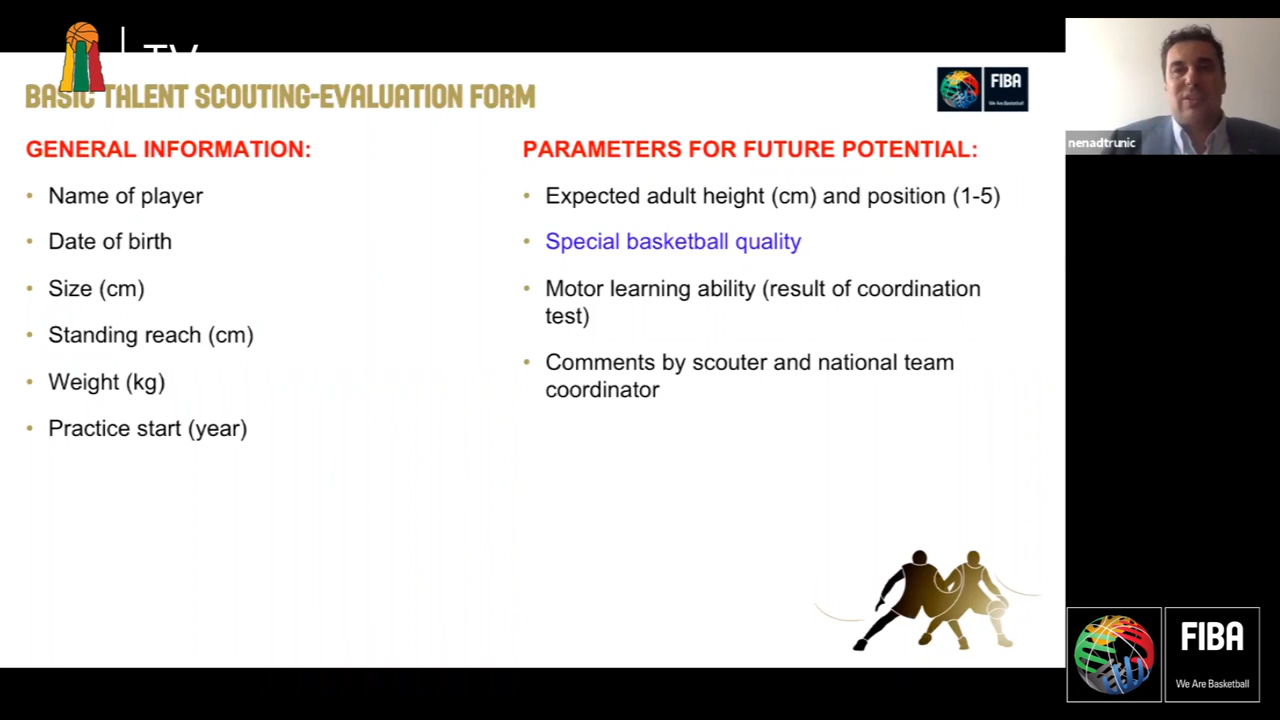 TV
BASIC TALENT SCOUTING-EVALUATION FORM
FIBA
We Are Basketball
nenadtrunic
GENERAL INFORMATION:
• Name of player
• Date of birth
• Size (cm)
• Standing reach (cm)
• Weight (kg)
• Practice start (year)
PARAMETERS FOR FUTURE POTENTIAL:
• Expected adult height (cm) and position (1-5)
• Special basketball quality
• Motor learning ability (result of coordination
test)
• Comments by scouter and national team
coordinator
FIBA
We Are Basketball